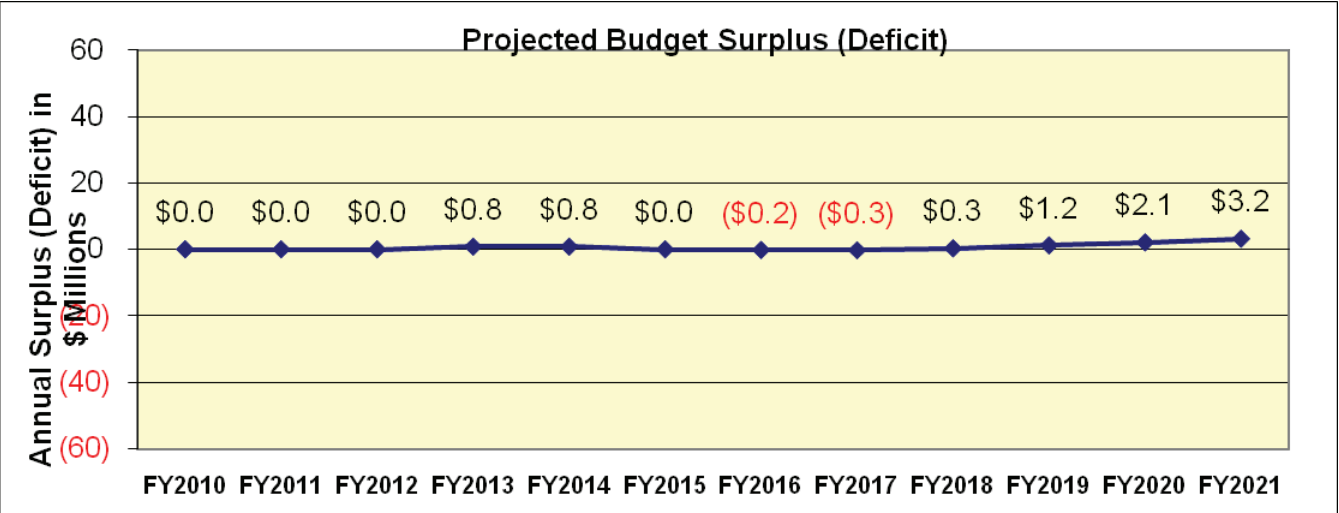 Projected Budget Surplus (Deficit)
Annual Surplus (Deficit) in
$ Millions
60
40
20
0
(20)
(40)
(60)
$0.0 $0.0 $0.0 $0.8 $0.8 $0.0 ($0.2) ($0.3) $0.3 $1.2 $2.1 $3.2
FY2010 FY2011 FY2012 FY2013 FY2014 FY2015 FY2016 FY2017 FY2018 FY2019 FY2020 FY2021